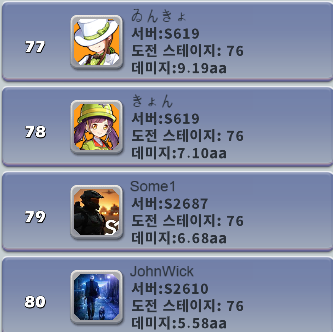 77
ゐんきょ
서버:S619
도전 스테이지: 76
데미지:9.19aa
78
きょん
서버:S619
도전 스테이지: 76
데미지:7.10aa
79
S
Some1
서버:S2687
도전 스테이지: 76
데미지:6.68aa
80
JohnWick
서버:S2610
도전 스테이지: 76
데미지:5.58aa